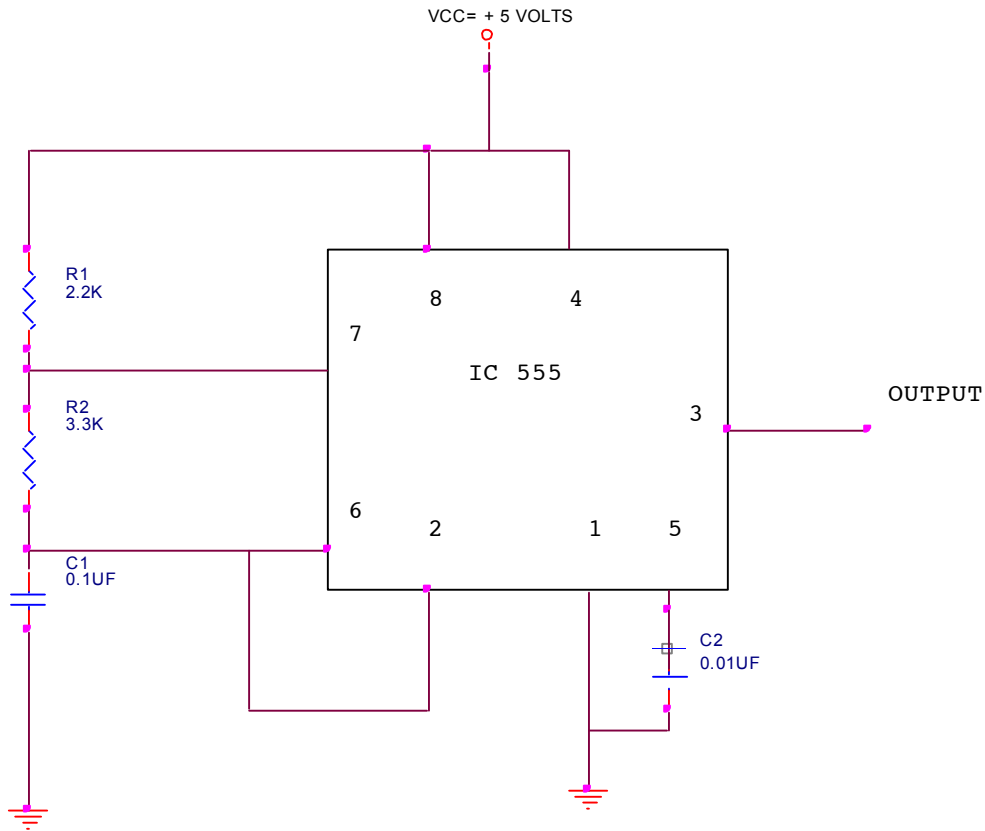 VCC= + 5 VOLTS
R1
2.2K
8
4
7
IC 555
R2
3.3K
OUTPUT
3
6
2
1
5
C1
0.1UF
C2
0.01UF